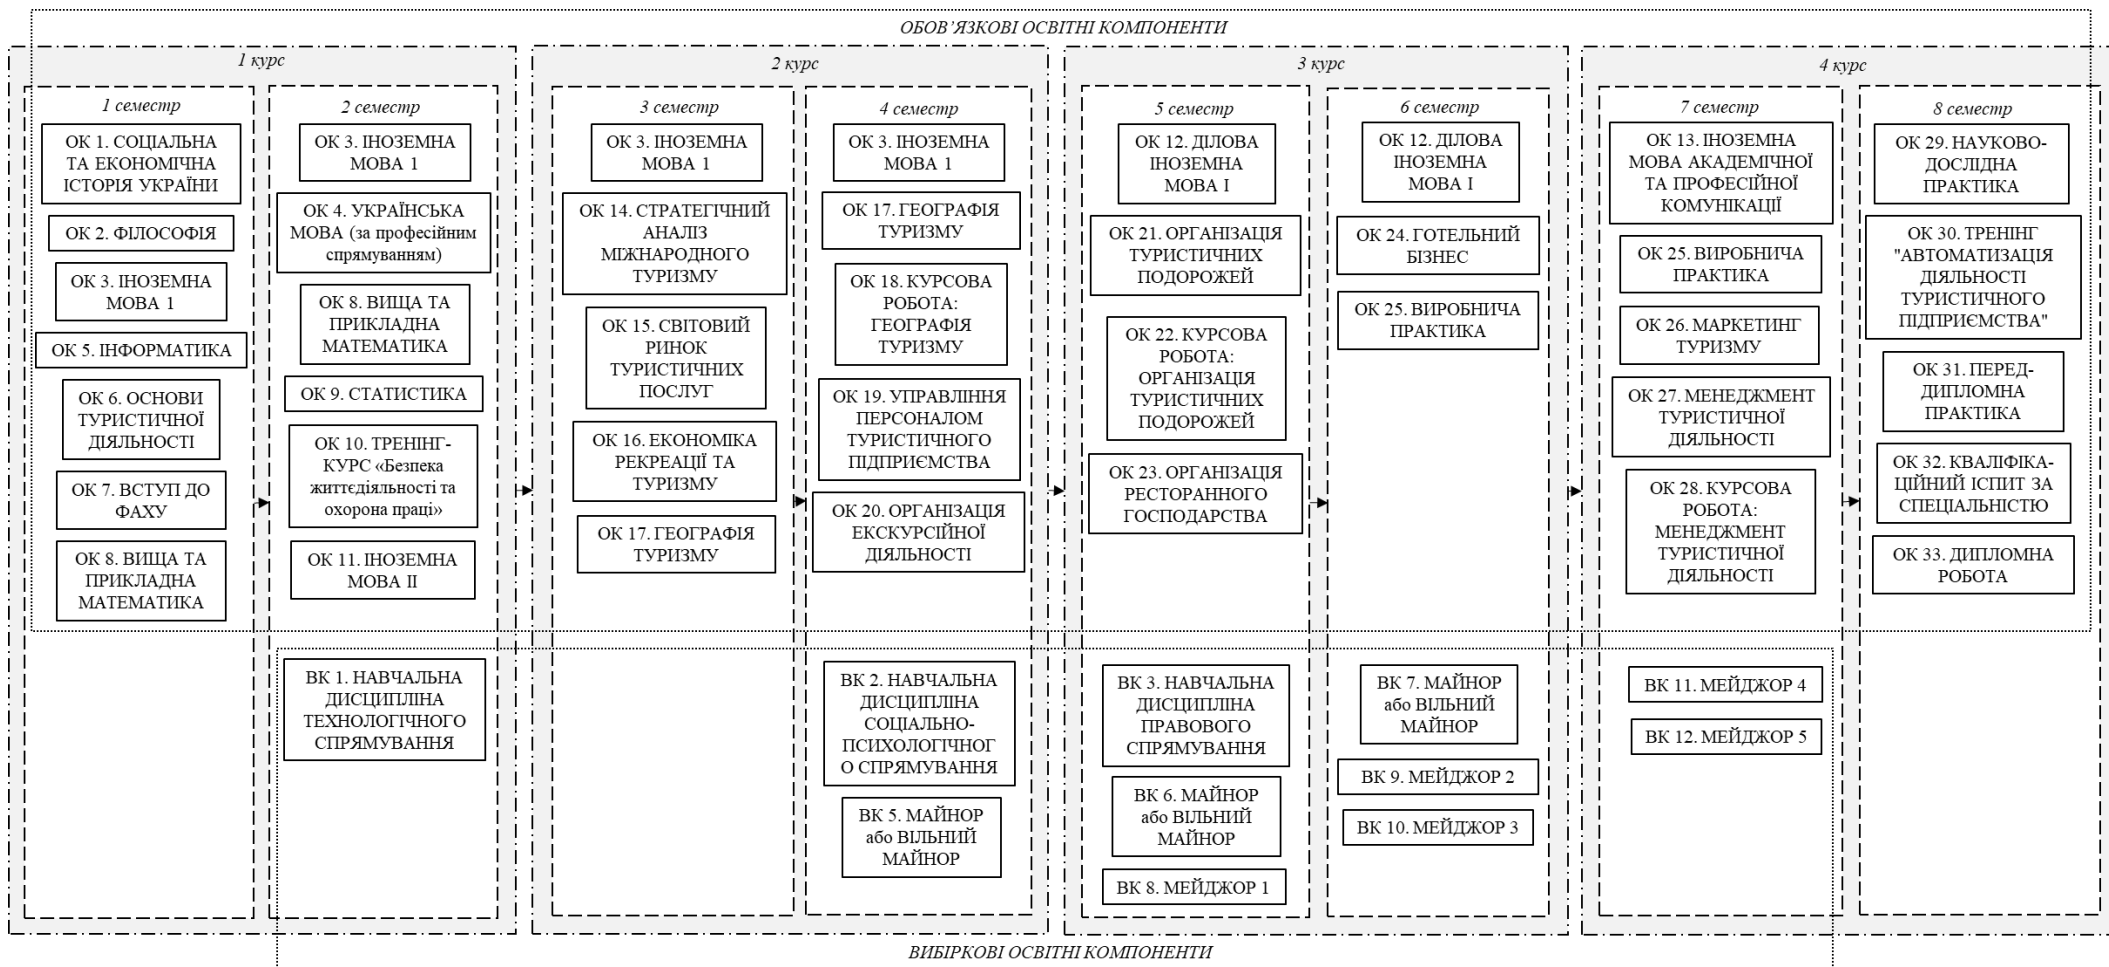 ОБОВ’ЯЗКОВІ ОСВІТНІ КОМПОНЕНТИ
1 курс
1 семестр
ОК 1. СОЦІАЛЬНА
ТА ЕКОНОМІЧНА
ІСТОРІЯ УКРАЇНИ
ОК 2. ФІЛОСОФІЯ
ОК 3. ІНОЗЕМНА
МОВА 1
ОК 5. ІНФОРМАТИКА
ОК 6. ОСНОВИ
ТУРИСТИЧНОЇ
ДІЯЛЬНОСТІ
ОК 7. ВСТУП ДО
ФАХУ
ОК 8. ВИЩА ТА
ПРИКЛАДНА
МАТЕМАТИКА
2 семестр
ОК 3. ІНОЗЕМНА
МОВА 1
ОК 4. УКРАЇНСЬКА
МОВА (за професійним
спрямуванням)
ОК 8. ВИЩА ТА
ПРИКЛАДНА
МАТЕМАТИКА
ОК 9. СТАТИСТИКА
ОК 10. ТРЕНІНГ-
КУРС «Безпека
життєдіяльності та
охорона праці»
ОК 11. ІНОЗЕМНА
МОВА ІІ
ВК 1. НАВЧАЛЬНА
ДИСЦИПЛІНА
ТЕХНОЛОГІЧНОГО
СПРЯМУВАННЯ
2 курс
3 семестр
ОК 3. ІНОЗЕМНА
МОВА 1
ОК 14. СТРАТЕГІЧНИЙ
АНАЛІЗ
МІЖНАРОДНОГО
ТУРИЗМУ
ОК 15. СВІТОВИЙ
РИНОК
ТУРИСТИЧНИХ
ПОСЛУГ
ОК 16. ЕКОНОМІКА
РЕКРЕАЦІЇ ТА
ТУРИЗМУ
ОК 17. ГЕОГРАФІЯ
ТУРИЗМУ
4 семестр
ОК 3. ІНОЗЕМНА
МОВА 1
ОК 17. ГЕОГРАФІЯ
ТУРИЗМУ
ОК 18. КУРСОВА
РОБОТА:
ГЕОГРАФІЯ
ТУРИЗМУ
ОК 19. УПРАВЛІННЯ
ПЕРСОНАЛОМ
ТУРИСТИЧНОГО
ПІДПРИЄМСТВА
ОК 20. ОРГАНІЗАЦІЯ
ЕКСКУРСІЙНОЇ
ДІЯЛЬНОСТІ
ВК 2. НАВЧАЛЬНА
ДИСЦИПЛІНА
СОЦІАЛЬНО-
ПСИХОЛОГІЧНОГ
О СПРЯМУВАННЯ
ВК 5. МАЙНОР
або ВІЛЬНИЙ
МАЙНОР
3 курс
5 семестр
ОК 12. ДІЛОВА
ІНОЗЕМНА
МОВА І
ОК 21. ОРГАНІЗАЦІЯ
ТУРИСТИЧНИХ
ПОДОРОЖЕЙ
ОК 22. КУРСОВА
РОБОТА:
ОРГАНІЗАЦІЯ
ТУРИСТИЧНИХ
ПОДОРОЖЕЙ
ОК 23. ОРГАНІЗАЦІЯ
РЕСТОРАННОГО
ГОСПОДАРСТВА
ВК 3. НАВЧАЛЬНА
ДИСЦИПЛІНА
ПРАВОВОГО
СПРЯМУВАННЯ
ВК 6. МАЙНОР
або ВІЛЬНИЙ
МАЙНОР
ВК 8. МЕЙДЖОР 1
6 семестр
ОК 12. ДІЛОВА
ІНОЗЕМНА
МОВА І
ОК 24. ГОТЕЛЬНИЙ
БІЗНЕС
ОК 25. ВИРОБНИЧА
ПРАКТИКА
ВК 7. МАЙНОР
або ВІЛЬНИЙ
МАЙНОР
ВК 9. МЕЙДЖОР 2
ВК 10. МЕЙДЖОР 3
4 курс
7 семестр
ОК 13. ІНОЗЕМНА
МОВА АКАДЕМІЧНОЇ
ТА ПРОФЕСІЙНОЇ
КОМУНІКАЦІЇ
ОК 25. ВИРОБНИЧА
ПРАКТИКА
ОК 26. МАРКЕТИНГ
ТУРИЗМУ
ОК 27. МЕНЕДЖМЕНТ
ТУРИСТИЧНОЇ
ДІЯЛЬНОСТІ
ОК 28. КУРСОВА
РОБОТА:
МЕНЕДЖМЕНТ
ТУРИСТИЧНОЇ
ДІЯЛЬНОСТІ
ВК 11. МЕЙДЖОР 4
ВК 12. МЕЙДЖОР 5
8 семестр
ОК 29. НАУКОВО-
ДОСЛІДНА
ПРАКТИКА
ОК 30. ТРЕНІНГ
"АВТОМАТИЗАЦІЯ
ДІЯЛЬНОСТІ
ТУРИСТИЧНОГО
ПІДПРИЄМСТВА"
ОК 31. ПЕРЕД-
ДИПЛОМНА
ПРАКТИКА
ОК 32. КВАЛІФІКА-
ЦІЙНИЙ ІСПИТ ЗА
СПЕЦІАЛЬНІСТЮ
ОК 33. ДИПЛОМНА
РОБОТА
ВИБІРКОВІ ОСВІТНІ КОМПОНЕНТИ